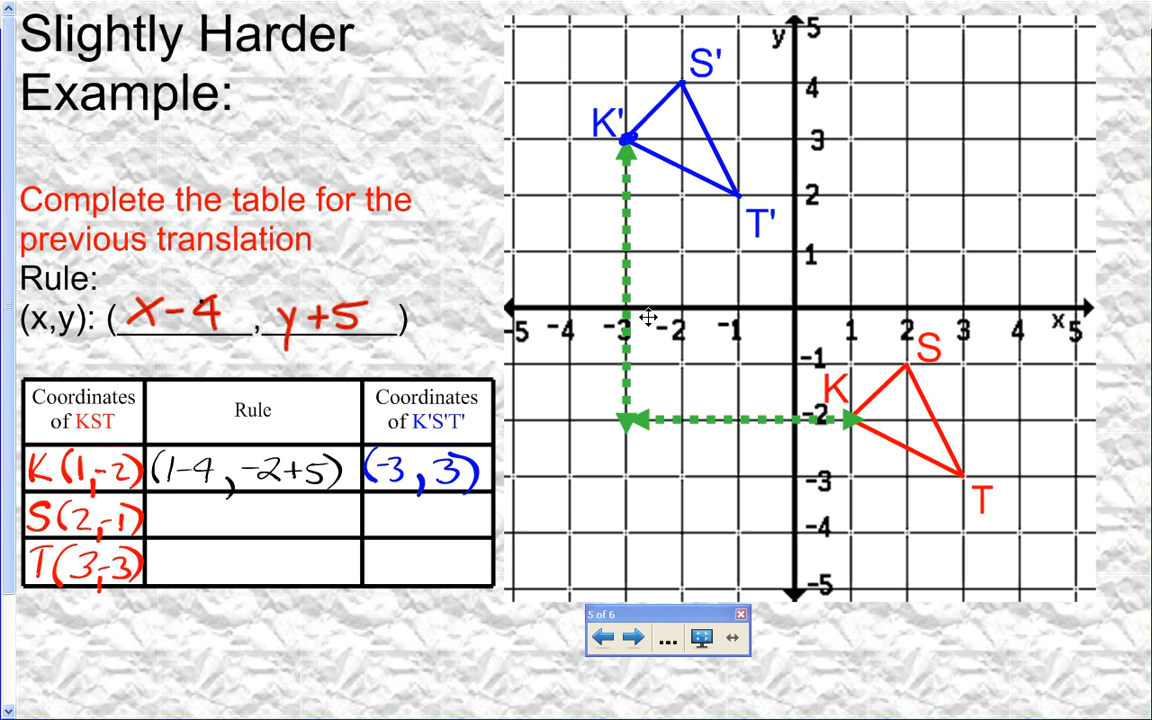 Slightly Harder
Example:
Complete the table for the
previous translation
Rule:
(x,y): (x-4,y+5)
Coordinates of KST
Rule
Coordinates of K'S'T'
K(1,-2)
(1-4, -2+5)
(-3, 3)
S(2,-1)
T(3,-3)
y
5
S'
4
K'
3
2
T'
1
-5 -4 -3 -2 -1 1 2 3 4 x 5
-1
S
K
-2
-3
T
-4
-5
5 of 6
...